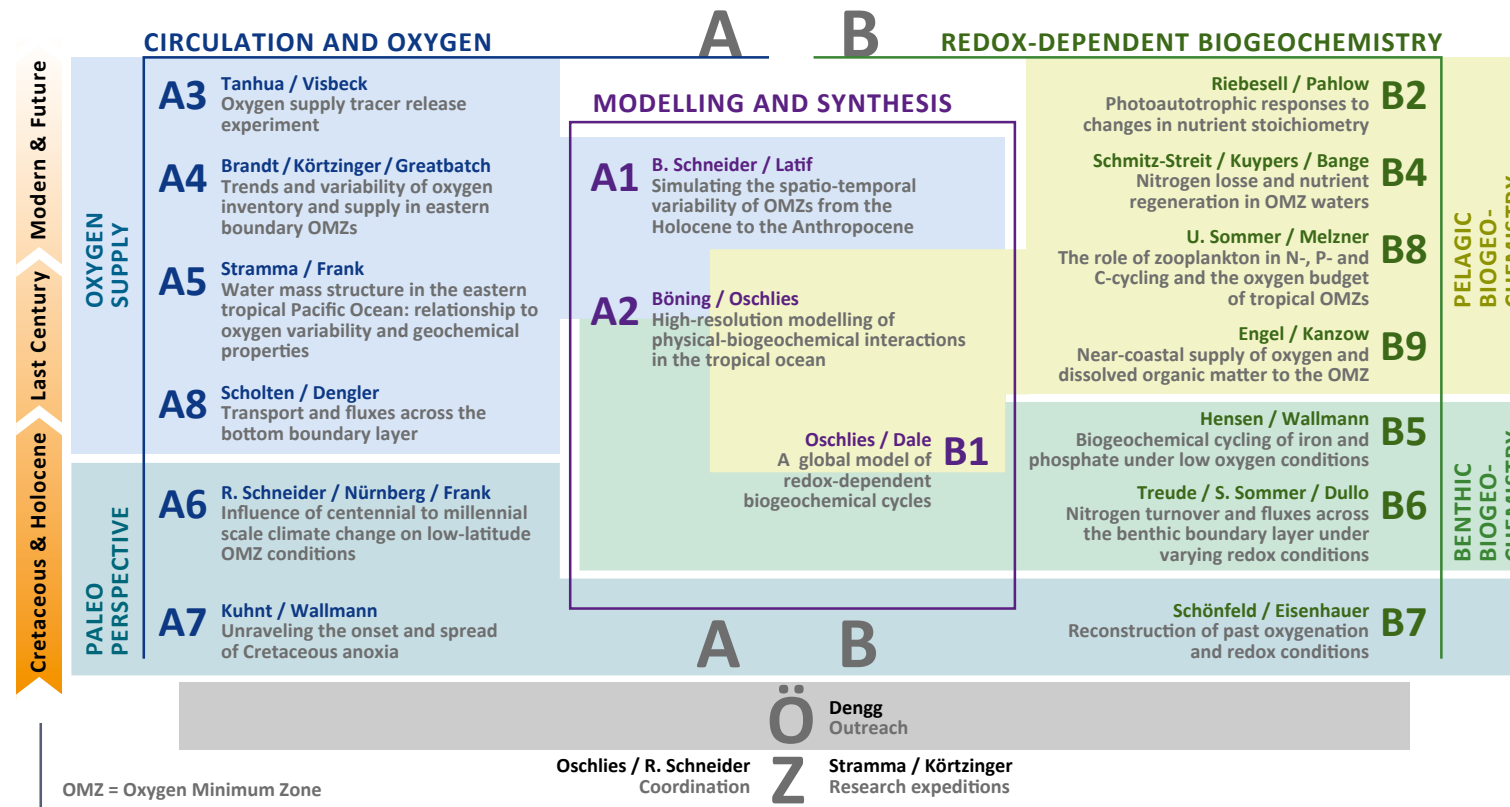 A B
CIRCULATION AND OXYGEN
REDOX-DEPENDENT BIOGEOCHEMISTRY
Modern & Future
Last Century
Cretaceous & Holocene
OXYGEN
SUPPLY
A3
Tanhua / Visbeck
Oxygen supply tracer release
experiment
A4
Brandt / Körtzinger / Greatbatch
Trends and variability of oxygen
inventory and supply in eastern
boundary OMZs
A5
Stramma / Frank
Water mass structure in the eastern
tropical Pacific Ocean: relationship to
oxygen variability and geochemical
properties
A8
Scholten / Dengler
Transport and fluxes across the
bottom boundary layer
PALEO
PERSPECTIVE
A6
R. Schneider / Nürnberg / Frank
Influence of centennial to millennial
scale climate change on low-latitude
OMZ conditions
A7
Kuhnt / Wallmann
Unraveling the onset and spread
of Cretaceous anoxia
MODELLING AND SYNTHESIS
A1
B. Schneider / Latif
Simulating the spatio-temporal
variability of OMZs from the
Holocene to the Anthropocene
A2
Böning / Oschlies
High-resolution modelling of
physical-biogeochemical interactions
in the tropical ocean
Oschlies / Dale
B1
A global model of
redox-dependent
biogeochemical cycles
A B
Riebesell / Pahlow
B2
Photoautotrophic responses to
changes in nutrient stoichiometry
Schmitz-Streit / Kuypers / Bange
B4
Nitrogen losse and nutrient
regeneration in OMZ waters
U. Sommer / Melzner
B8
The role of zooplankton in N-, P- and
C-cycling and the oxygen budget
of tropical OMZs
Engel / Kanzow
B9
Near-coastal supply of oxygen and
dissolved organic matter to the OMZ
PELAGIC
BIOGEO-
Hensen / Wallmann
B5
Biogeochemical cycling of iron and
phosphate under low oxygen conditions
Treude / S. Sommer / Dullo
B6
Nitrogen turnover and fluxes across
the benthic boundary layer under
varying redox conditions
BENTHIC
BIOGEO-
Schönfeld / Eisenhauer
B7
Reconstruction of past oxygenation
and redox conditions
Ö
Dengg
Outreach
Oschlies / R. Schneider
Coordination
Z
Stramma / Körtzinger
Research expeditions
OMZ = Oxygen Minimum Zone